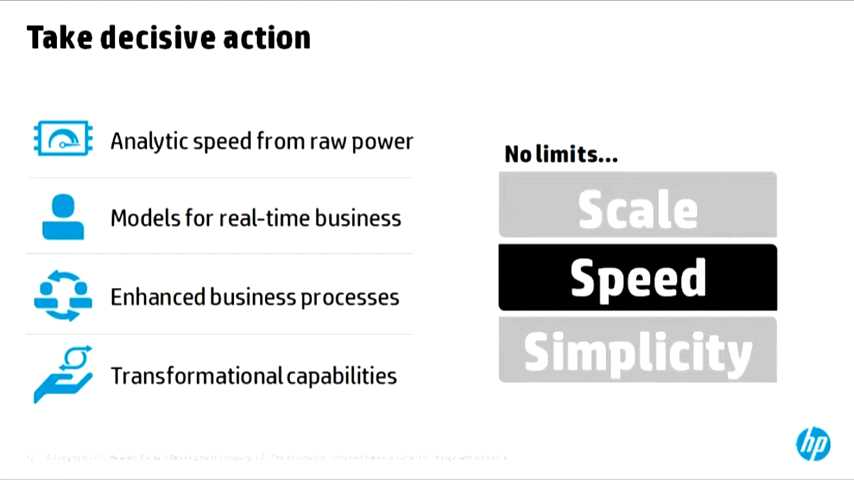 Take decisive action
Analytic speed from raw power
Models for real-time business
Enhanced business processes
Transformational capabilities
No limits...
Scale
Speed
Simplicity
hp